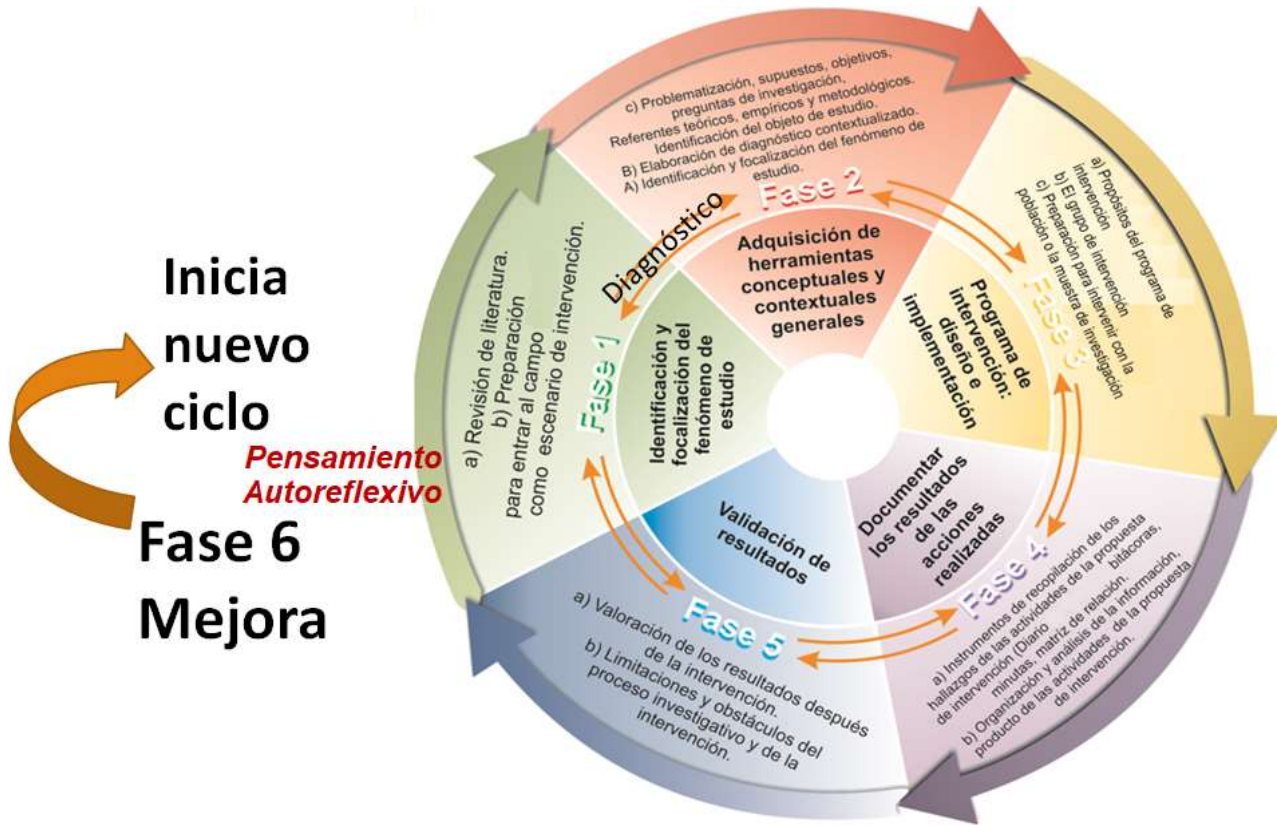 Inicia
nuevo
ciclo
Pensamiento
Autoreflexivo
Fase 6
Mejora
Diagnóstico
Fase 1
Identificación y
focalización del
fenómeno de
estudio
a) Revisión de literatura.
b) Preparación
para entrar al campo
como escenario de intervención.
Fase 2
Adquisición de
herramientas
conceptuales y
contextuales
generales
c) Problematización, supuestos, objetivos,
preguntas de investigación,
Referentes teóricos, empíricos y metodológicos.
Identificación del objeto de estudio.
B) Elaboración de diagnóstico contextualizado.
A) Identificación y focalización del fenómeno de
estudio.
Fase 3
Programa de
intervención:
diseño e
implementación
a) Propósitos del programa de
intervención
b) El grupo de intervención
c) Preparación para intervenir con la
población o la muestra de investigación
Fase 4
Documentar
los resultados
de las
acciones
realizadas
a) Instrumentos de recopilación de los
hallazgos de las actividades de la propuesta
de intervención (Diario bitácoras,
minutas, matriz de relación.
b) Organización y análisis de la información,
producto de las actividades de la propuesta
de intervención.
Fase 5
Validación de
resultados
a) Valoración de los resultados después
de la intervención.
b) Limitaciones y obstáculos del
proceso investigativo y de la
intervención.